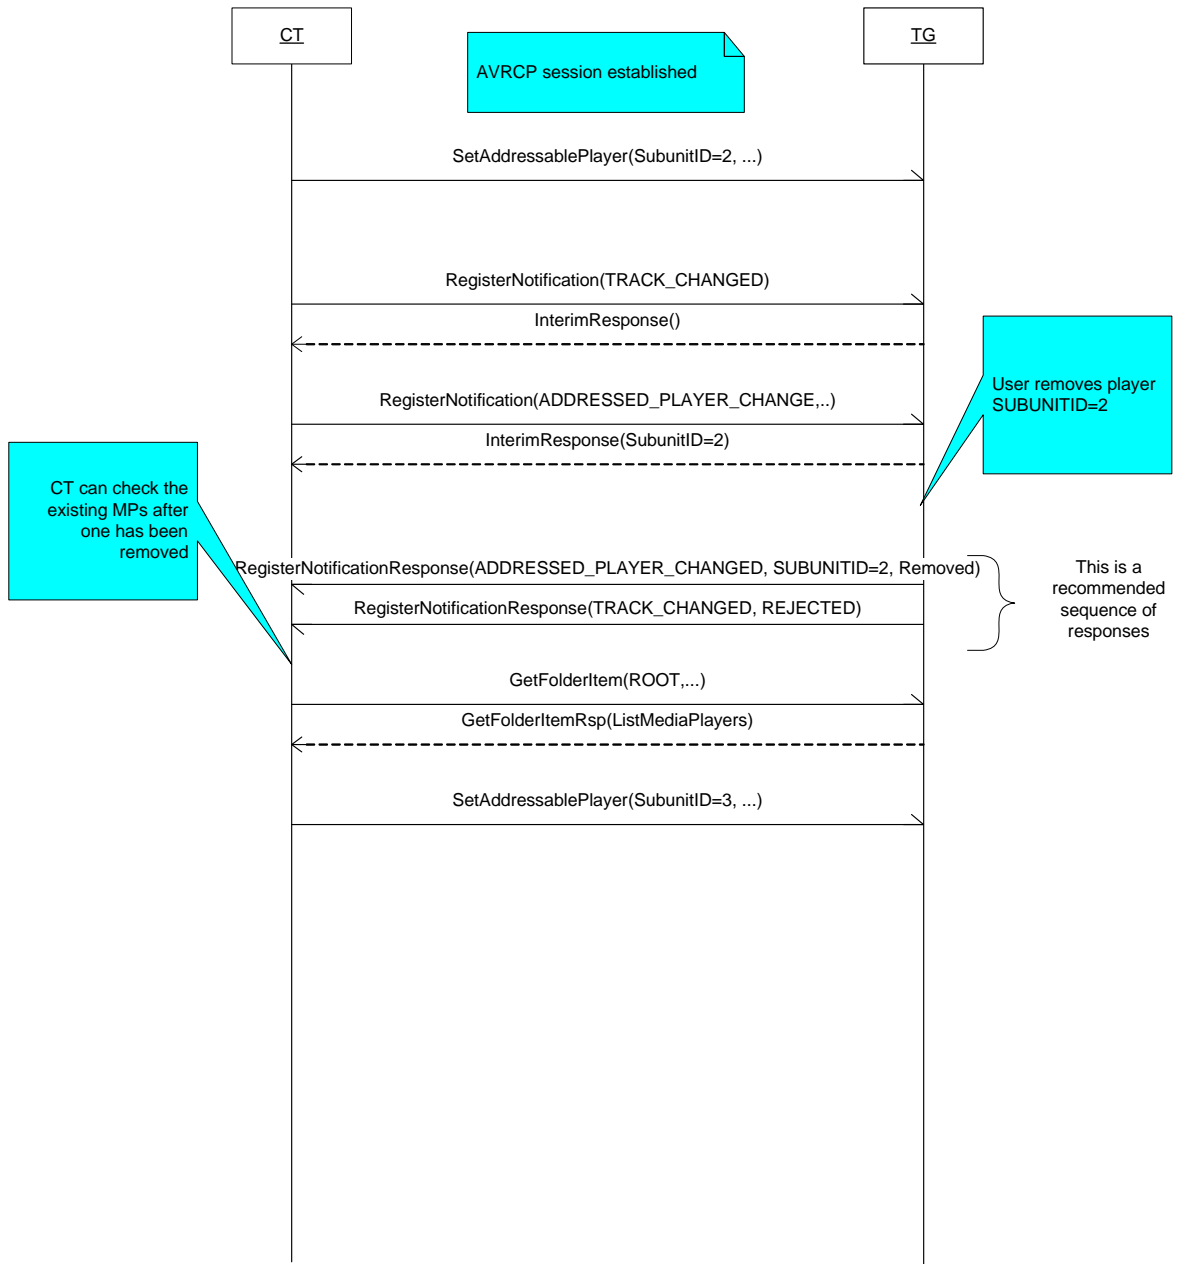 CT
TG
AVRCP session established
SetAddressablePlayer(SubunitID=2, ...)
RegisterNotification(TRACK_CHANGED)
InterimResponse()
User removes player
SUBUNITID=2
RegisterNotification(ADDRESSED_PLAYER_CHANGE,..)
InterimResponse(SubunitID=2)
CT can check the
existing MPs after
one has been
removed
RegisterNotificationResponse(ADDRESSED_PLAYER_CHANGED, SUBUNITID=2, Removed)
RegisterNotificationResponse(TRACK_CHANGED, REJECTED)
This is a
recommended
sequence of
responses
GetFolderItem(ROOT,...)
GetFolderItemRsp(ListMediaPlayers)
SetAddressablePlayer(SubunitID=3, ...)